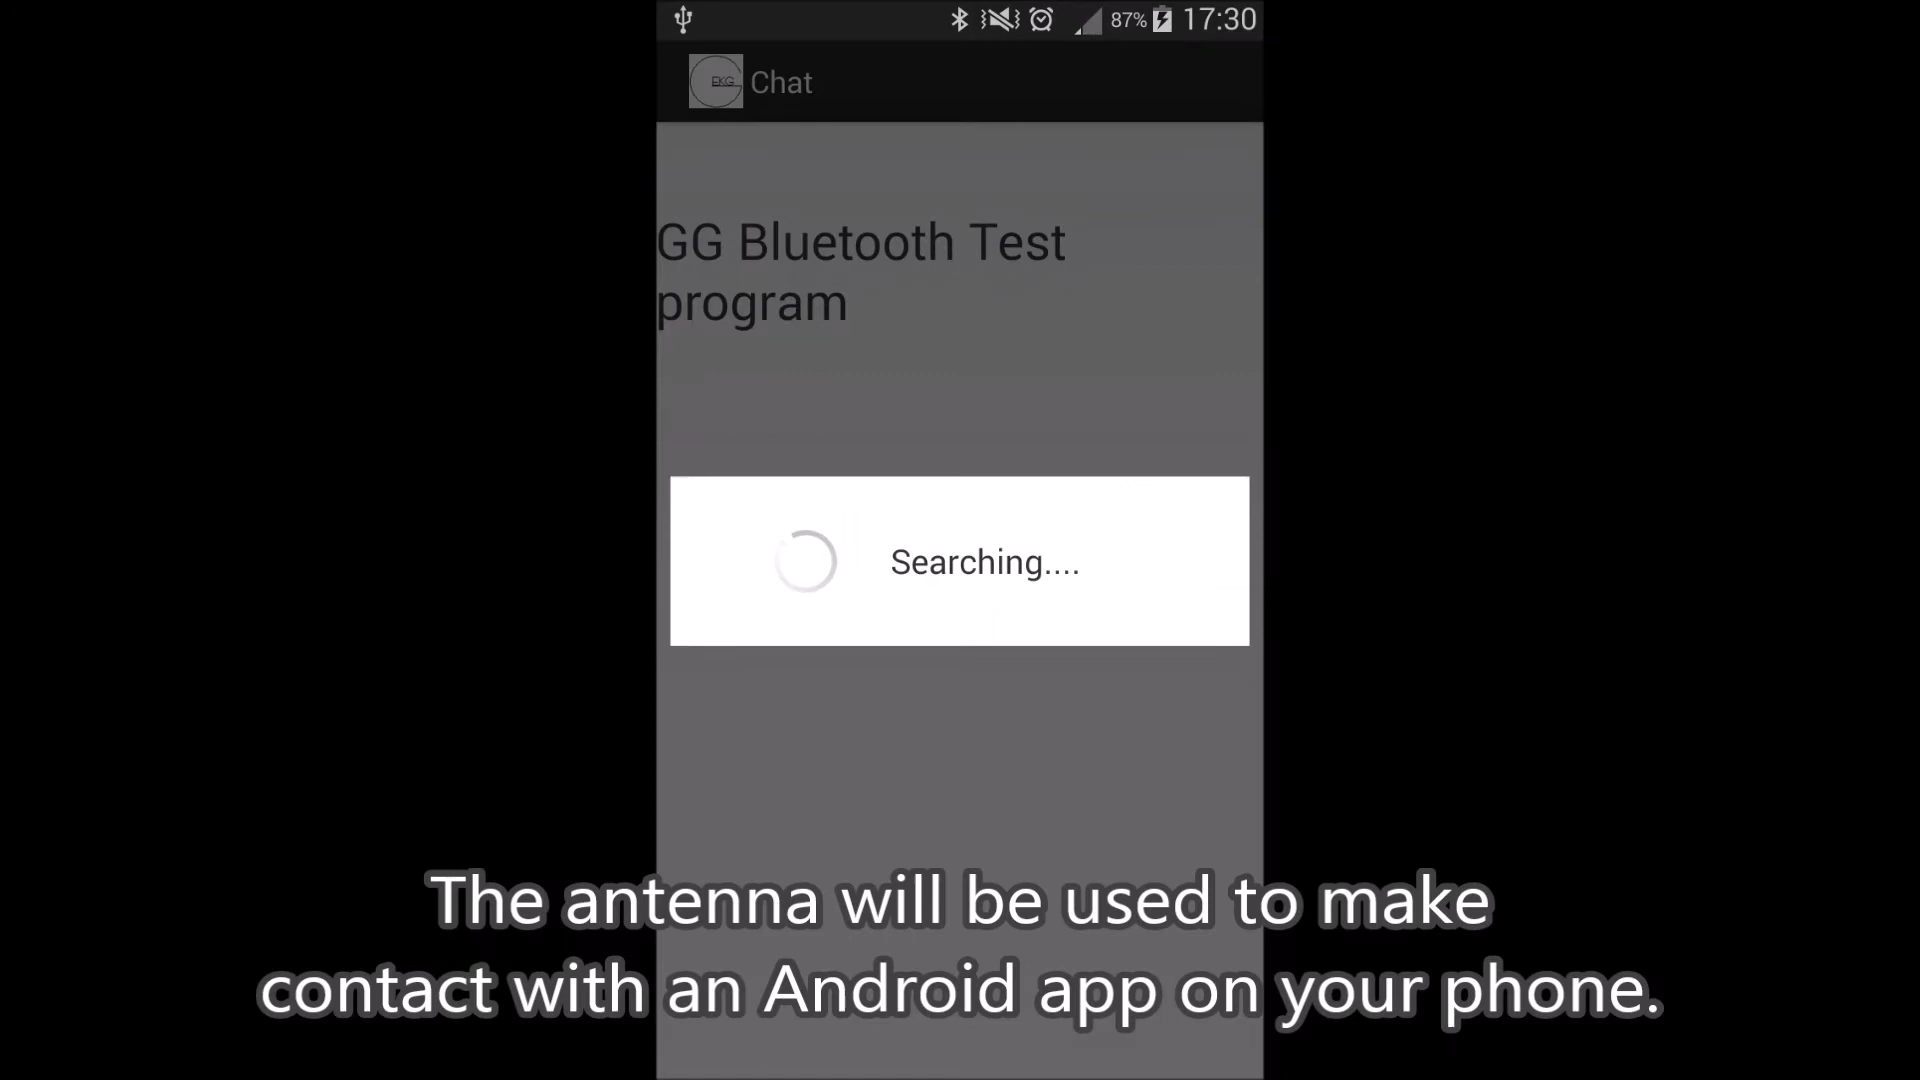 87% 17:30
EKG Chat
GG Bluetooth Test
program
Searching....
The antenna will be used to make
contact with an Android app on your phone.